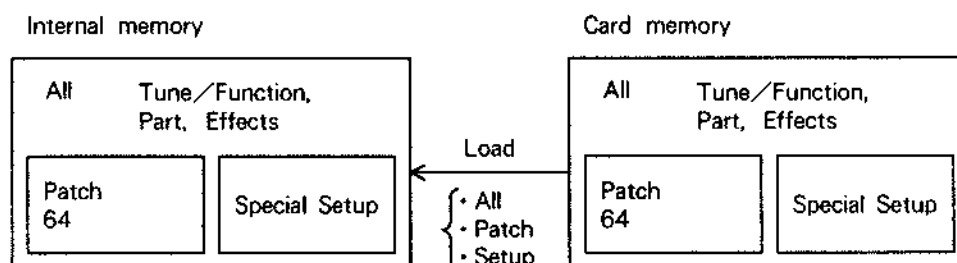 Internal memory
All Tune/Function,
Part, Effects
Patch
64
Special Setup
Load
· All
· Patch
· Setup
Card memory
All Tune/Function,
Part, Effects
Patch
64
Special Setup